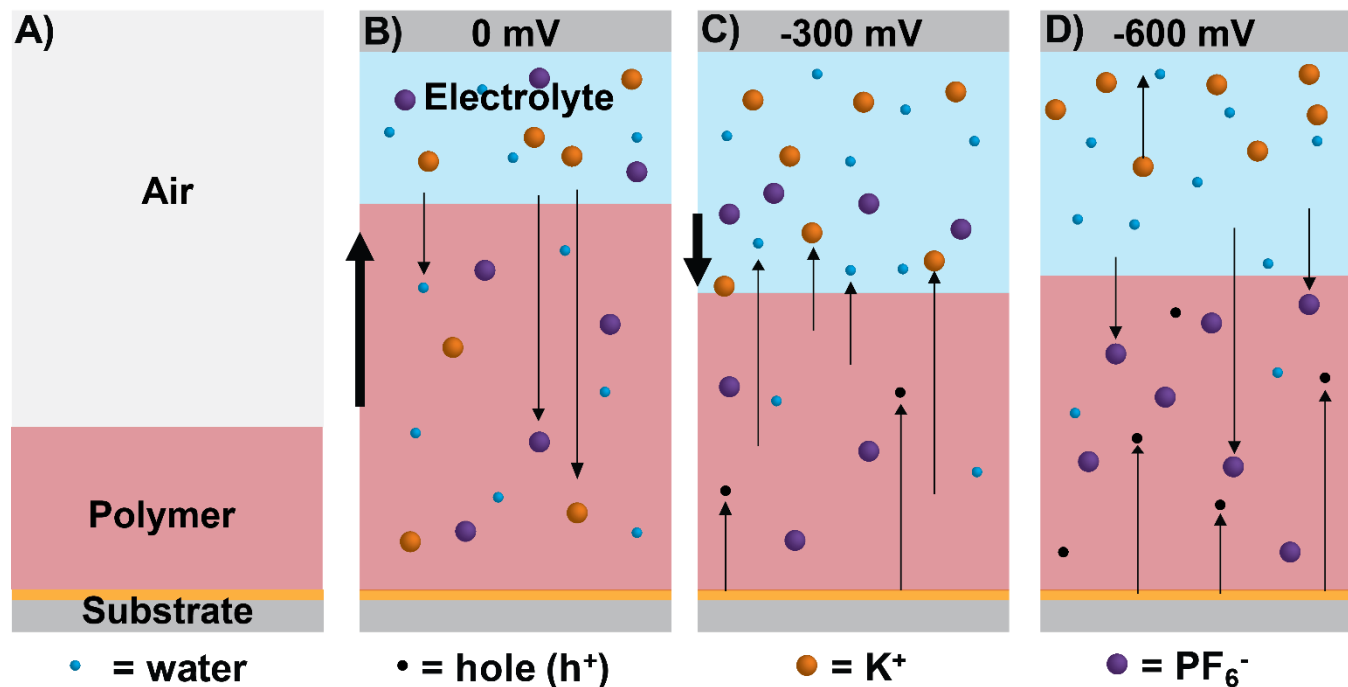 A)
Air
Polymer
Substrate
B)
0 mV
Electrolyte
C)
-300 mV
D)
-600 mV
= water
= hole (h⁺)
= K⁺
= PF₆⁻